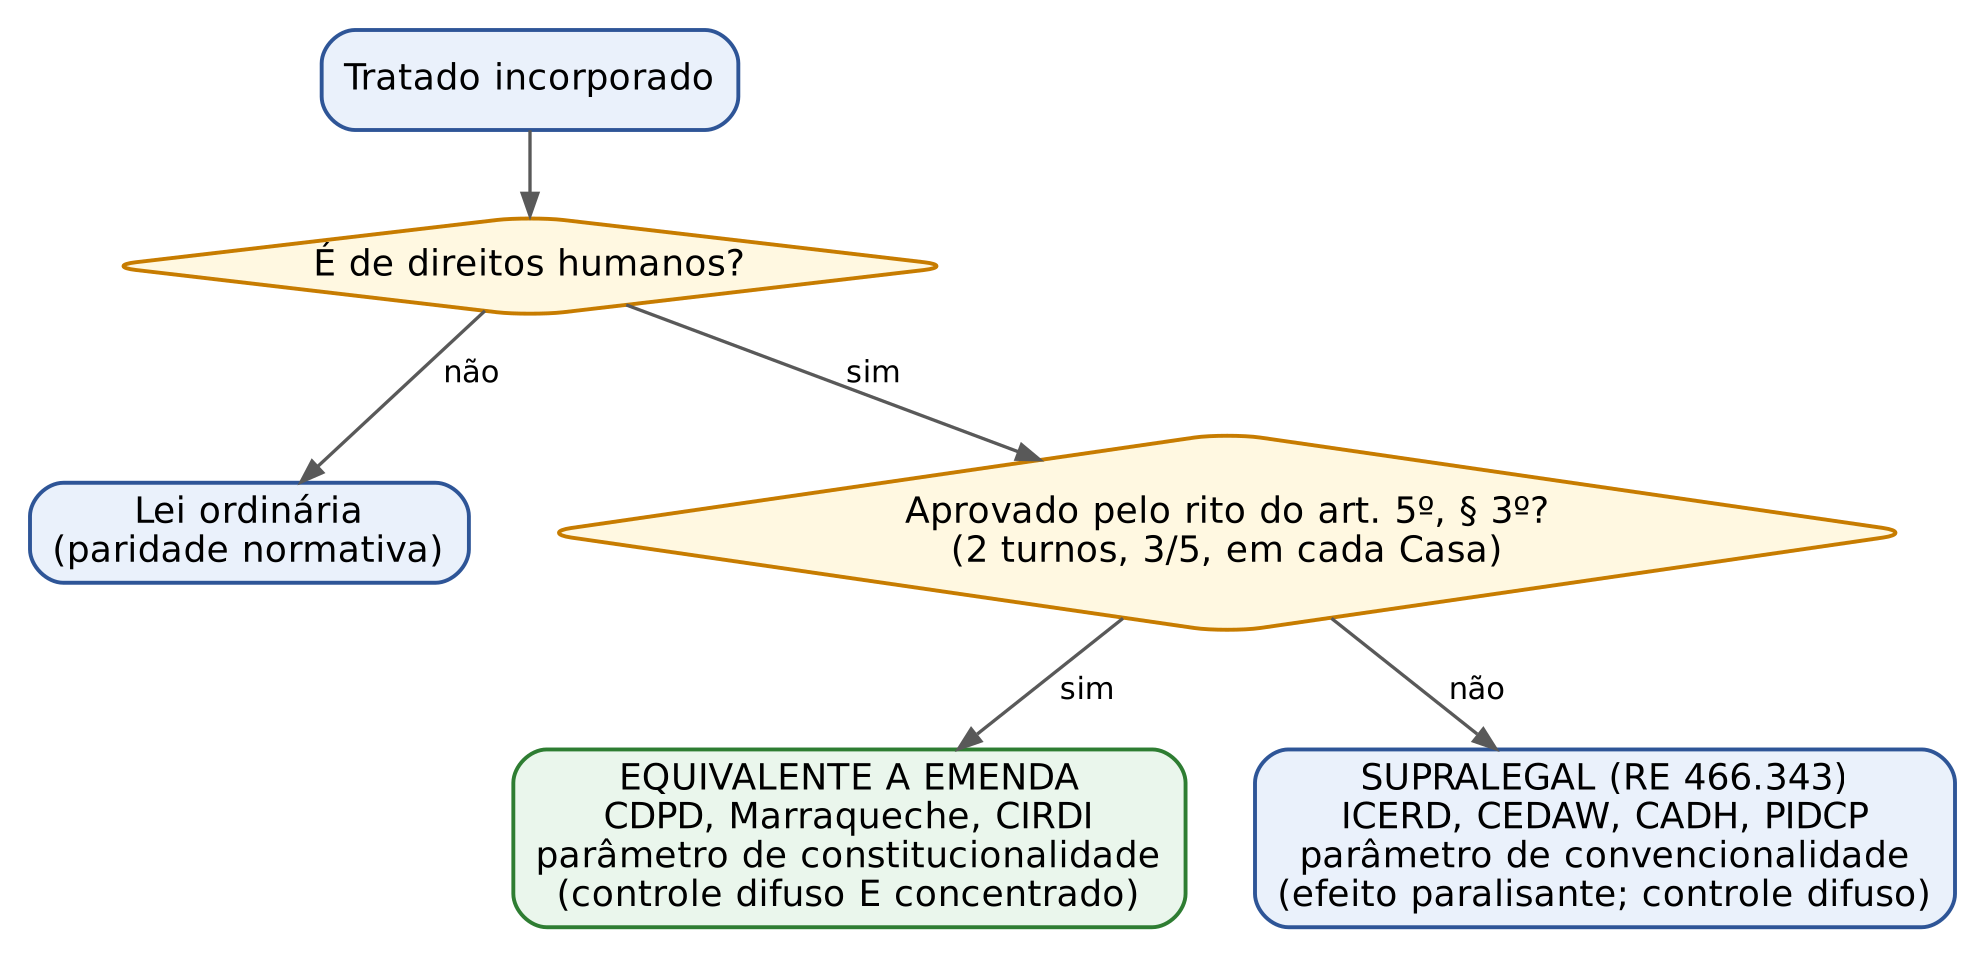 Tratado incorporado
É de direitos humanos?
não
sim
Lei ordinária
(paridade normativa)
Aprovado pelo rito do art. 5º, § 3º?
(2 turnos, 3/5, em cada Casa)
sim
não
EQUIVALENTE A EMENDA
CDPD, Marraqueche, CIRDI
parâmetro de constitucionalidade
(controle difuso E concentrado)
SUPRALEGAL (RE 466.343)
ICERD, CEDAW, CADH, PIDCP
parâmetro de convencionalidade
(efeito paralisante; controle difuso)